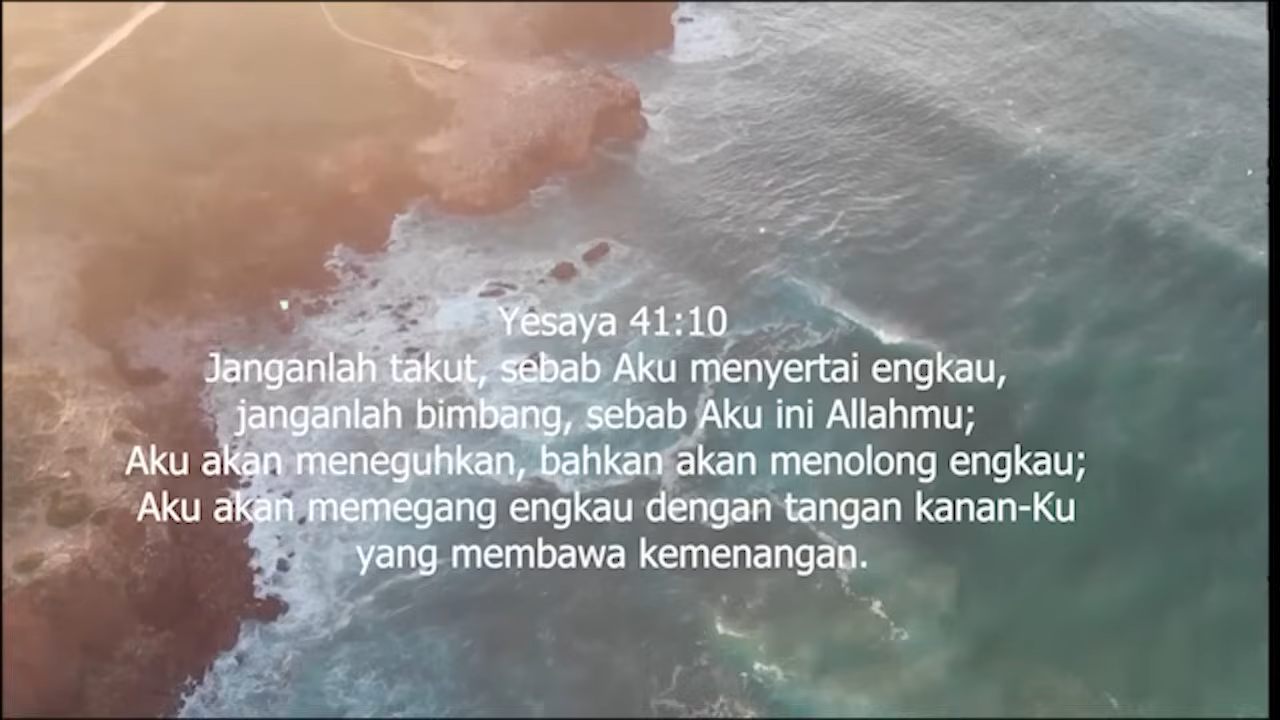 Yesaya 41:10
Janganlah takut, sebab Aku menyertai engkau,
janganlah bimbang, sebab Aku ini Allahmu;
Aku akan meneguhkan, bahkan akan menolong engkau;
Aku akan memegang engkau dengan tangan kanan-Ku
yang membawa kemenangan.